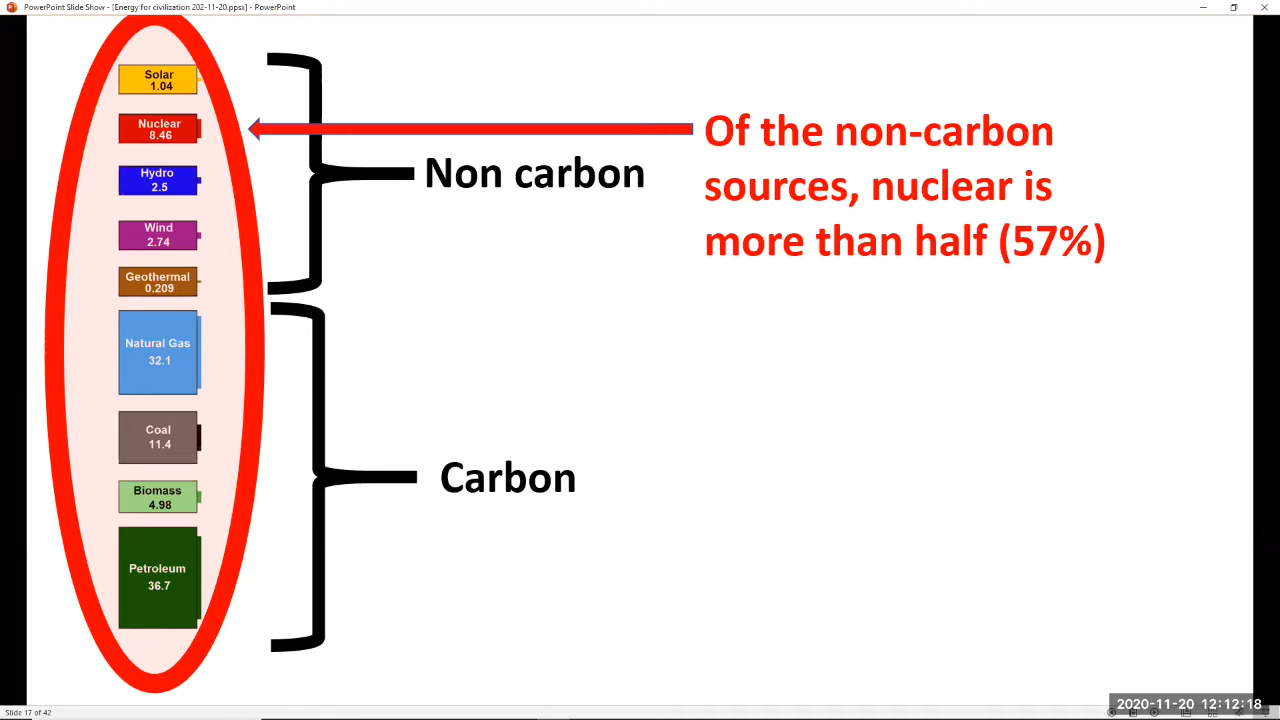 PowerPoint Slide Show - [Energy for civilization 202-11-20.ppsx] - PowerPoint
Solar
1.04
Nuclear
8.46
Hydro
2.5
Wind
2.74
Geothermal
0.209
Natural Gas
32.1
Coal
11.4
Biomass
4.98
Petroleum
36.7
Non carbon
Carbon
Of the non-carbon
sources, nuclear is
more than half (57%)
2020-11-20 12:12:18
Slide 17 of 42